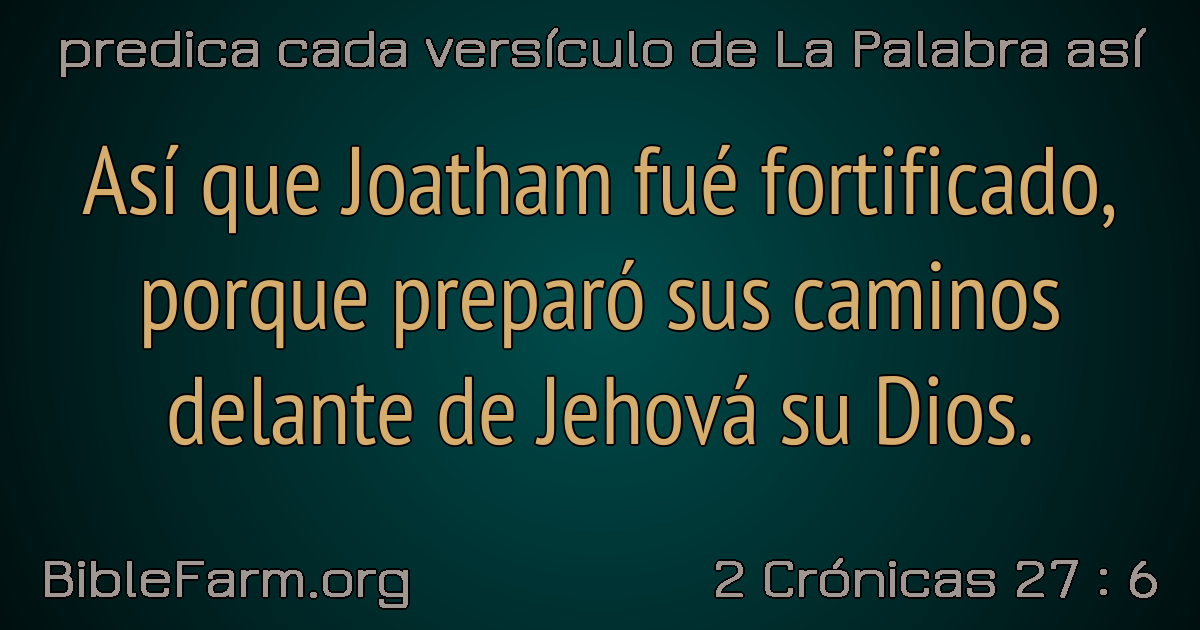 predica cada versículo de La Palabra así
Así que Joatham fué fortificado,
porque preparó sus caminos
delante de Jehová su Dios.
BibleFarm.org
2 Crónicas 27 : 6